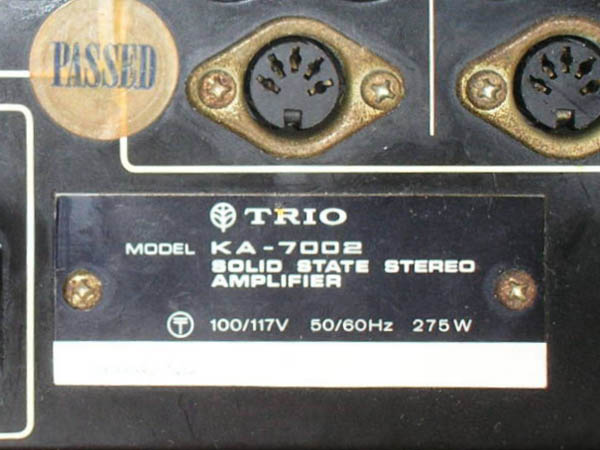 PASSED
TRIO
MODEL KA-7002
SOLID STATE STEREO
AMPLIFIER
100/117V 50/60Hz 275W